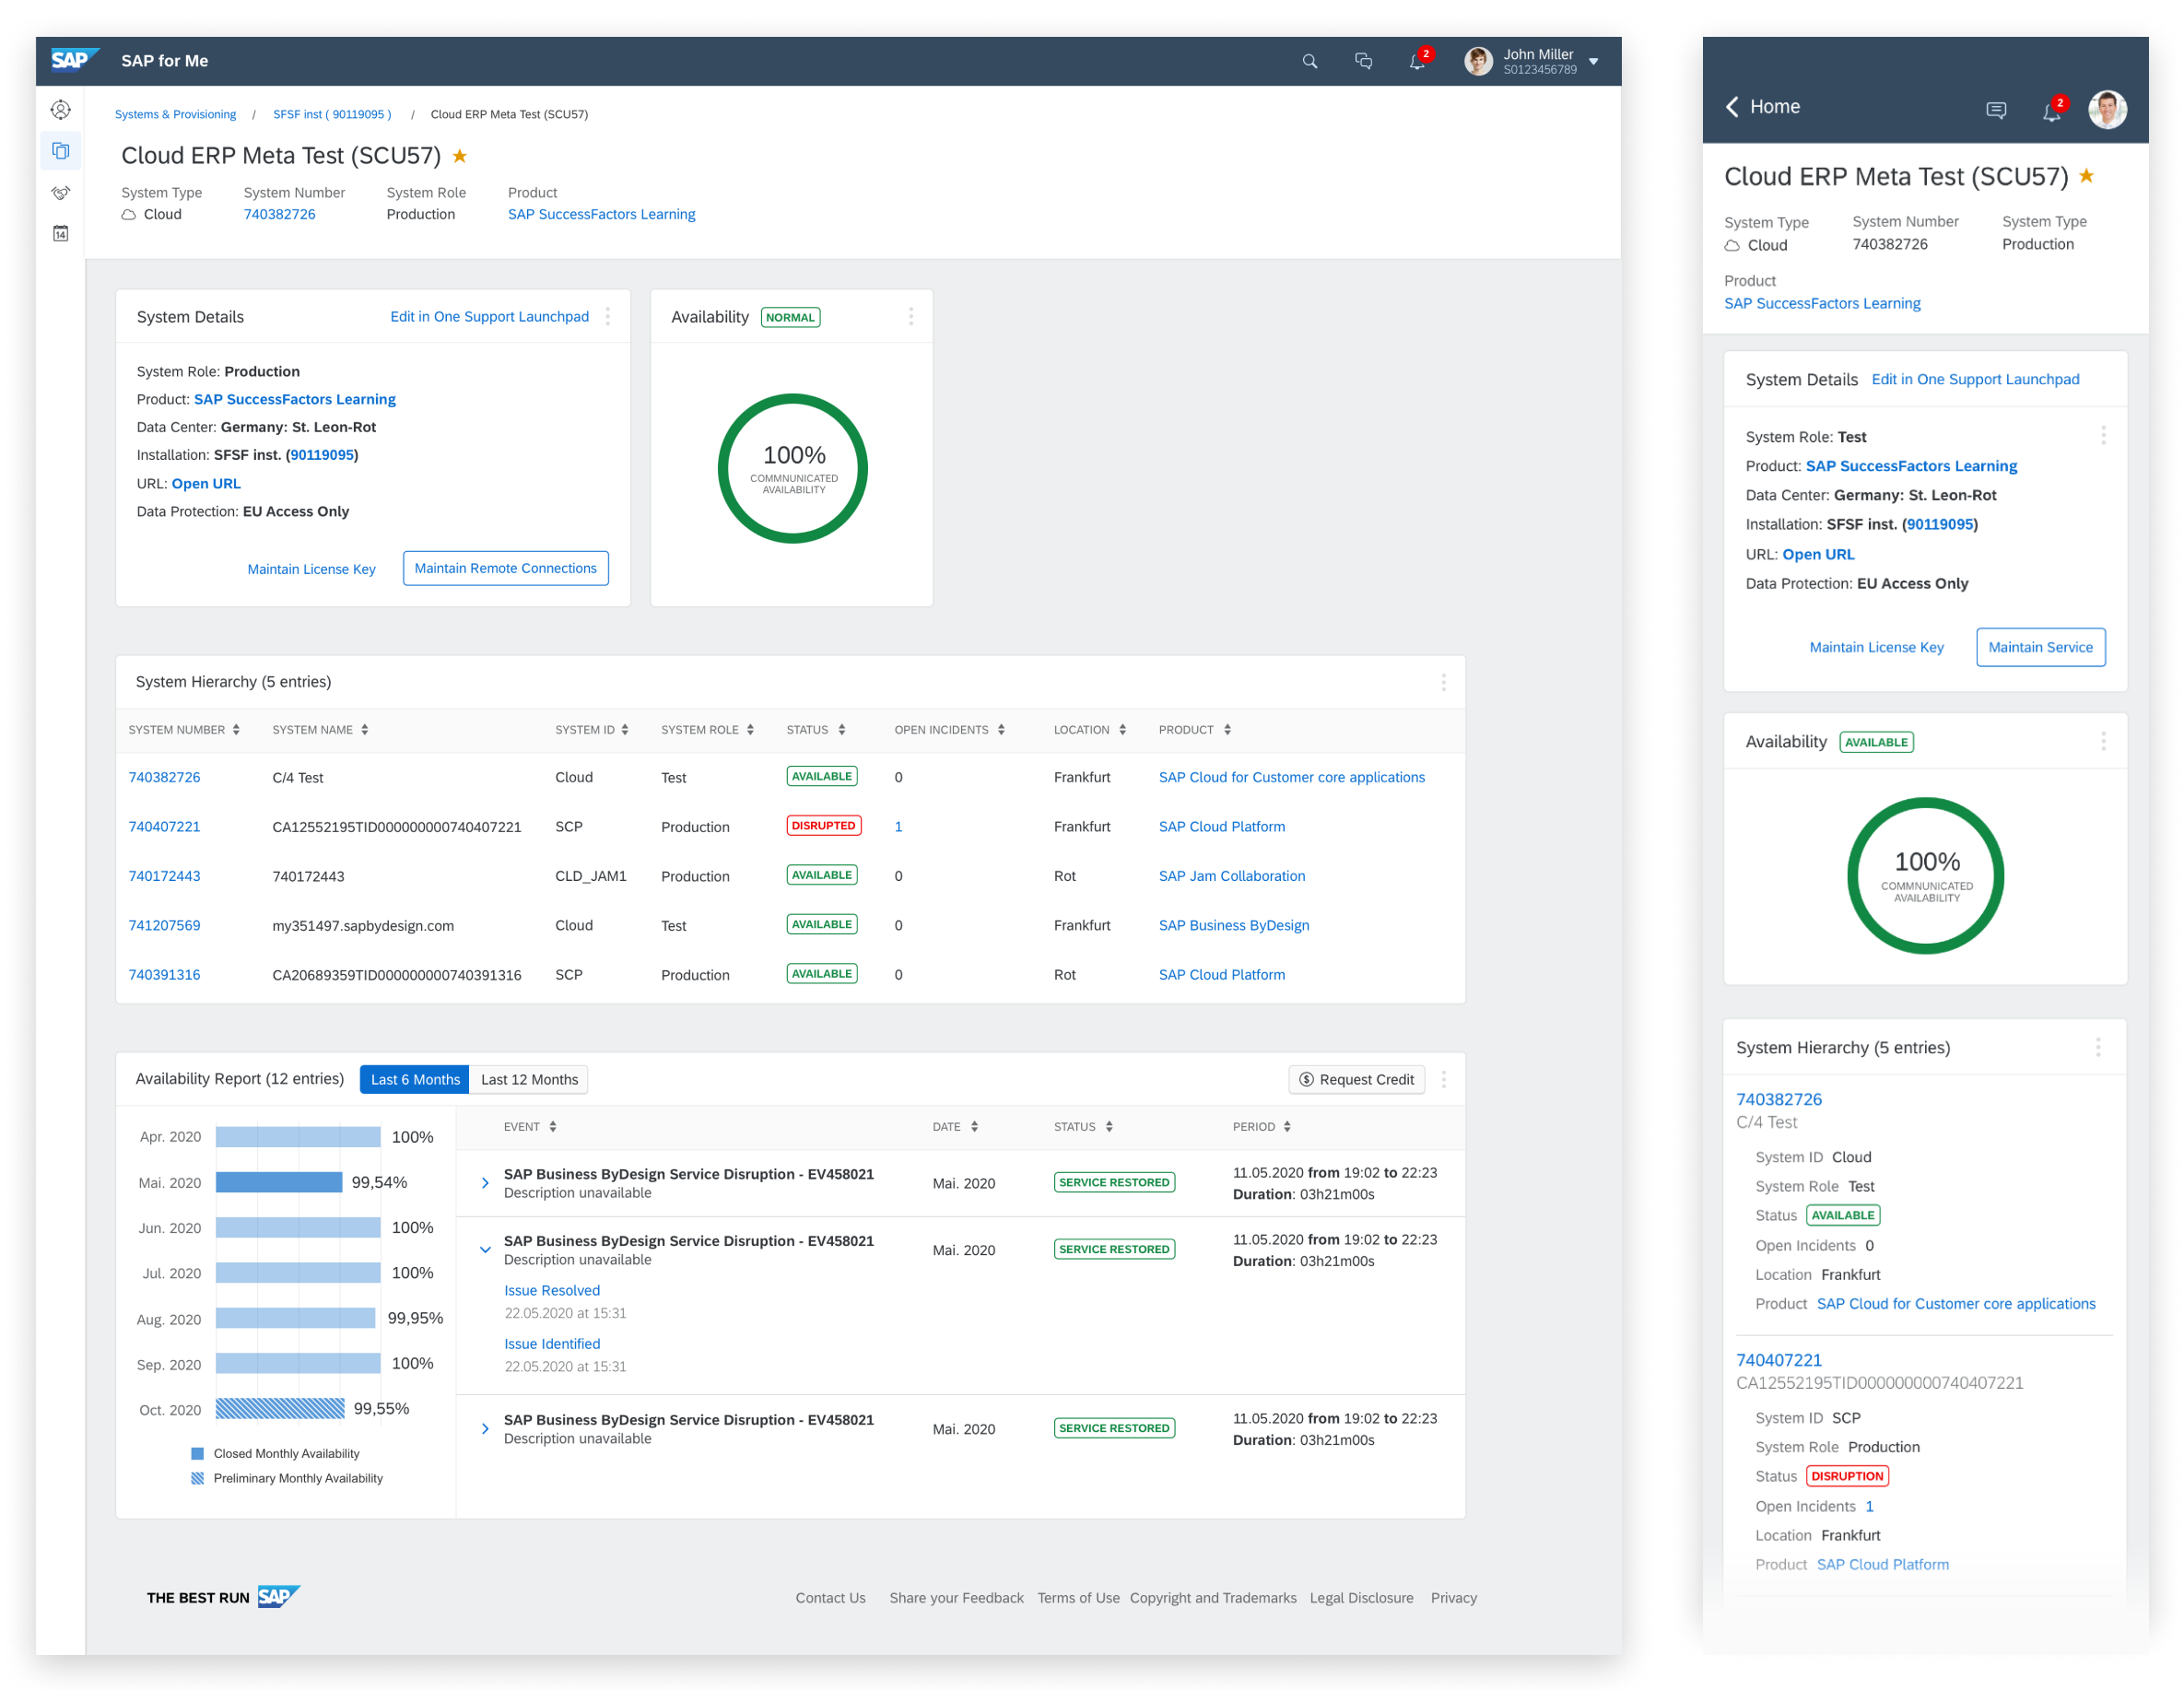 SAP SAP for Me
2
John Miller
S0123456789
Systems & Provisioning / SFSF inst ( 90119095 ) / Cloud ERP Meta Test (SCU57)
14
Cloud ERP Meta Test (SCU57)
System Type System Number System Role Product
Cloud 740382726 Production SAP SuccessFactors Learning
System Details Edit in One Support Launchpad
System Role: Production
Product: SAP SuccessFactors Learning
Data Center: Germany: St. Leon-Rot
Installation: SFSF inst. (90119095)
URL: Open URL
Data Protection: EU Access Only
Maintain License Key Maintain Remote Connections
Availability NORMAL
100%
COMMNUNICATED
AVAILABILITY
System Hierarchy (5 entries)
SYSTEM NUMBER SYSTEM NAME SYSTEM ID SYSTEM ROLE STATUS OPEN INCIDENTS LOCATION PRODUCT
740382726 C/4 Test Cloud Test AVAILABLE 0 Frankfurt SAP Cloud for Customer core applications
740407221 CA12552195TID000000000740407221 SCP Production DISRUPTED 1 Frankfurt SAP Cloud Platform
740172443 740172443 CLD_JAM1 Production AVAILABLE 0 Rot SAP Jam Collaboration
741207569 my351497.sapbydesign.com Cloud Test AVAILABLE 0 Frankfurt SAP Business ByDesign
740391316 CA20689359TID000000000740391316 SCP Production AVAILABLE 0 Rot SAP Cloud Platform
Availability Report (12 entries) Last 6 Months Last 12 Months Request Credit
Apr. 2020 100%
Mai. 2020 99,54%
Jun. 2020 100%
Jul. 2020 100%
Aug. 2020 99,95%
Sep. 2020 100%
Oct. 2020 99,55%
Closed Monthly Availability
Preliminary Monthly Availability
EVENT DATE STATUS PERIOD
SAP Business ByDesign Service Disruption - EV458021
Description unavailable
Mai. 2020 SERVICE RESTORED
11.05.2020 from 19:02 to 22:23
Duration: 03h21m00s
SAP Business ByDesign Service Disruption - EV458021
Description unavailable
Mai. 2020 SERVICE RESTORED
11.05.2020 from 19:02 to 22:23
Duration: 03h21m00s
Issue Resolved
22.05.2020 at 15:31
Issue Identified
22.05.2020 at 15:31
SAP Business ByDesign Service Disruption - EV458021
Description unavailable
Mai. 2020 SERVICE RESTORED
11.05.2020 from 19:02 to 22:23
Duration: 03h21m00s
THE BEST RUN SAP
Contact Us Share your Feedback Terms of Use Copyright and Trademarks Legal Disclosure Privacy
Home
2
Cloud ERP Meta Test (SCU57)
System Type System Number System Type
Cloud 740382726 Production
Product
SAP SuccessFactors Learning
System Details Edit in One Support Launchpad
System Role: Test
Product: SAP SuccessFactors Learning
Data Center: Germany: St. Leon-Rot
Installation: SFSF inst. (90119095)
URL: Open URL
Data Protection: EU Access Only
Maintain License Key Maintain Service
Availability AVAILABLE
100%
COMMNUNICATED
AVAILABILITY
System Hierarchy (5 entries)
740382726
C/4 Test
System ID Cloud
System Role Test
Status AVAILABLE
Open Incidents 0
Location Frankfurt
Product SAP Cloud for Customer core applications
740407221
CA12552195TID000000000740407221
System ID SCP
System Role Production
Status DISRUPTION
Open Incidents 1
Location Frankfurt
Product SAP Cloud Platform